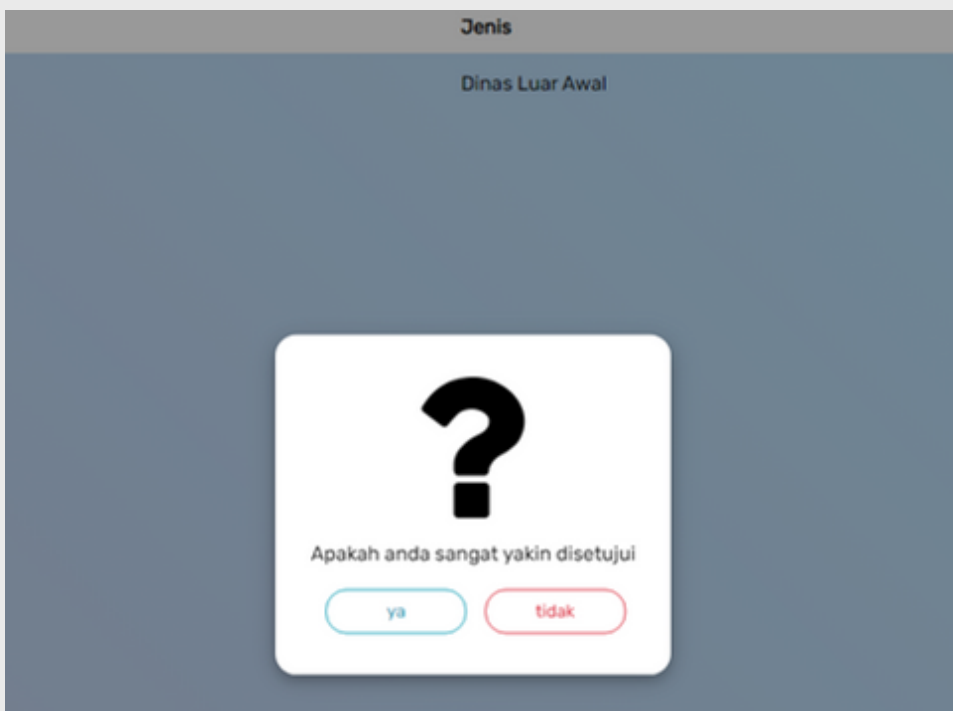 Jenis
Dinas Luar Awal
?
Apakah anda sangat yakin disetujui
ya
tidak